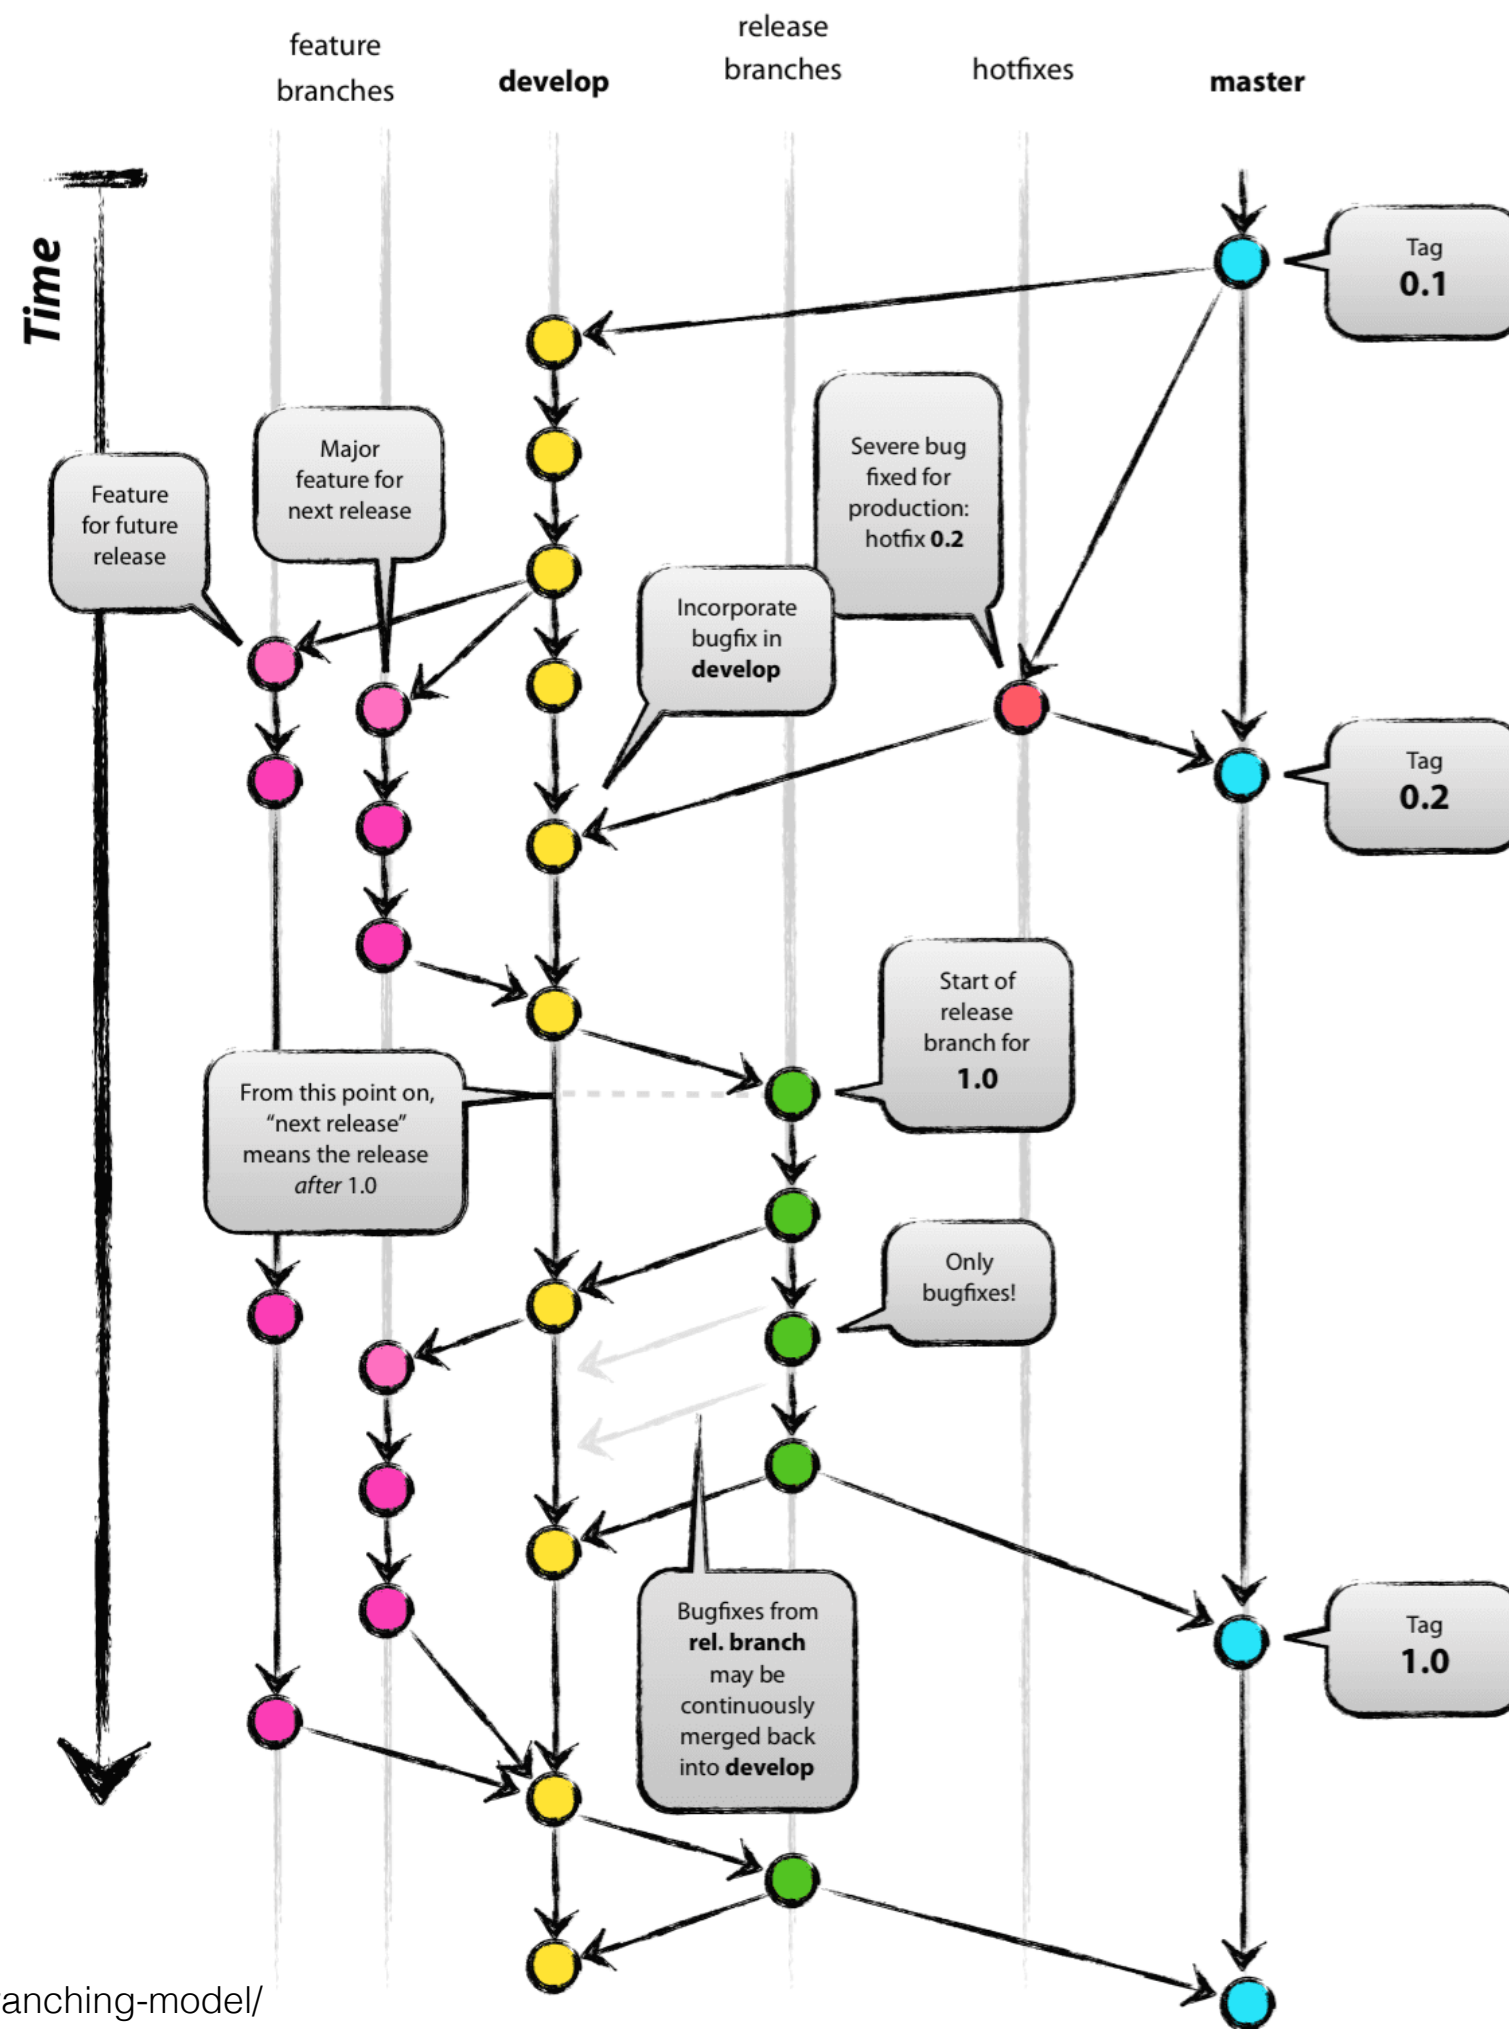 feature
branches
develop
release
branches
hotfixes
master
Time
Tag
0.1
Major
feature for
next release
Severe bug
fixed for
production:
hotfix 0.2
Feature
for future
release
Incorporate
bugfix in
develop
Tag
0.2
Start of
release
branch for
1.0
From this point on,
“next release”
means the release
after 1.0
Only
bugfixes!
Bugfixes from
rel. branch
may be
continuously
merged back
into develop
Tag
1.0
ranching-model/